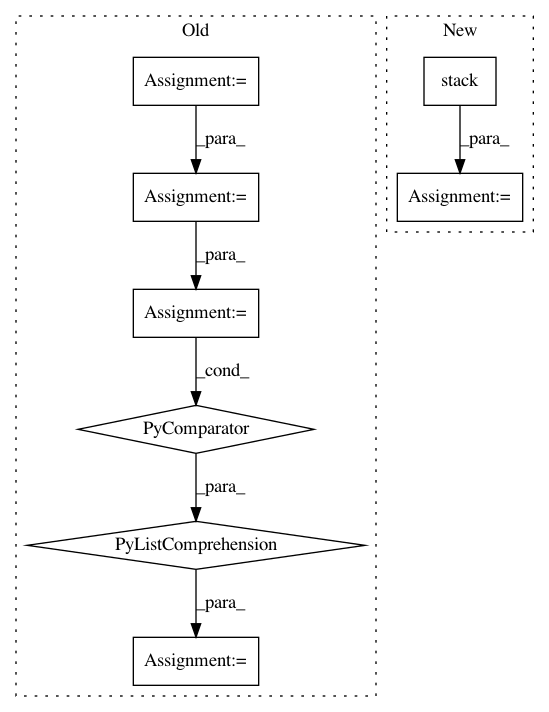 Old
New
Assignment:=
stack
_para_
_para_
Assignment:=
Assignment:=
_para_
Assignment:=
_cond_
PyComparator
_para_
PyListComprehension
_para_
Assignment:=